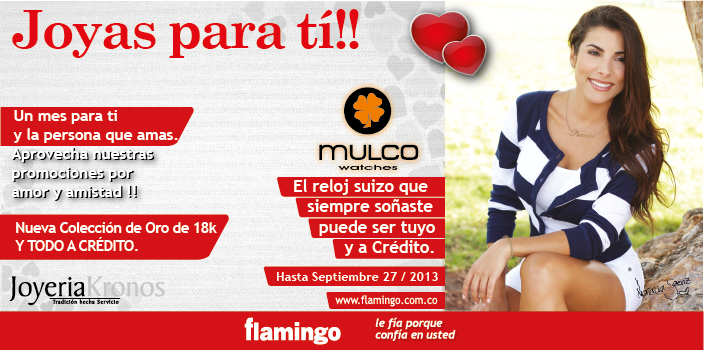 Joyas para tí!!
Un mes para ti
y la persona que amas.
Aprovecha nuestras
promociones por
amor y amistad !!
Nueva Colección de Oro de 18k
Y TODO A CRÉDITO.
JoyeriaKronos
Tradición hecha Servicio
MULCO
watches
El reloj suizo que
siempre soñaste
puede ser tuyo
y a Crédito.
Hasta Septiembre 27 / 2013
www.flamingo.com.co
flamingo
le fía porque
confía en usted